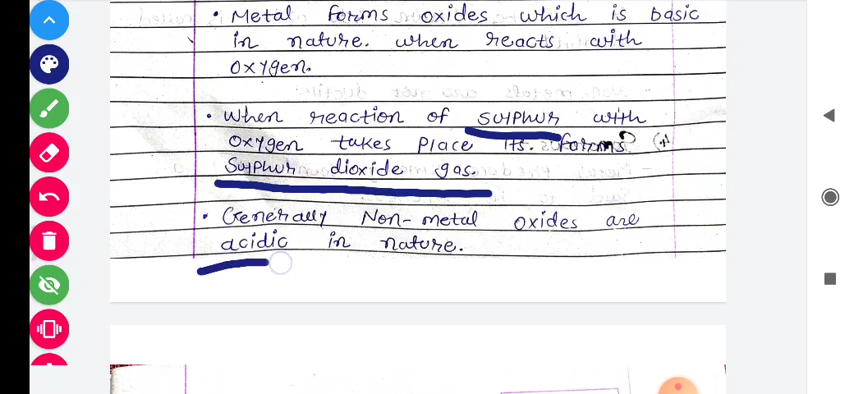 • Metal forms oxides which is basic
in nature. when reacts with
oxygen.
• when reaction of sulphur with
oxygen takes place its forms
sulphur dioxide gas.
• Generally Non-metal oxides are
acidic in nature.